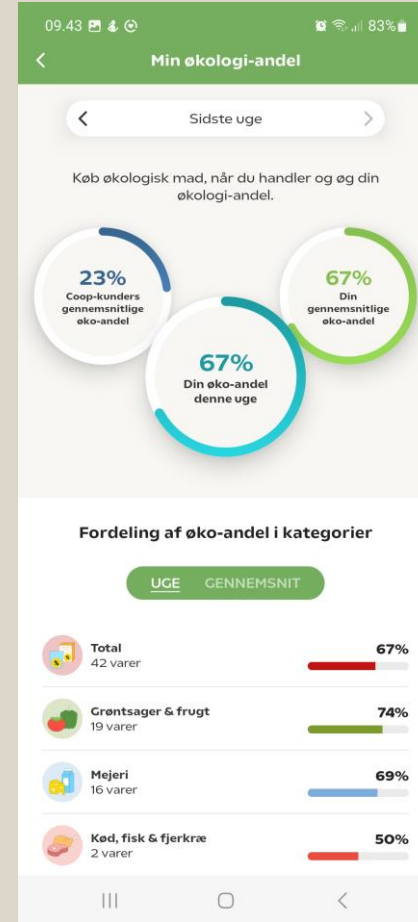 09.43 83%
Min økologi-andel
Sidste uge
Køb økologisk mad, når du handler og øg din
økologi-andel.
23%
Coop-kunders
gennemsnitlige
øko-andel
67%
Din
gennemsnitlige
øko-andel
67%
Din øko-andel
denne uge
Fordeling af øko-andel i kategorier
UGE GENNEMSNIT
Total 67%
42 varer
Grøntsager & frugt 74%
19 varer
Mejeri 69%
16 varer
Kød, fisk & fjerkræ 50%
2 varer